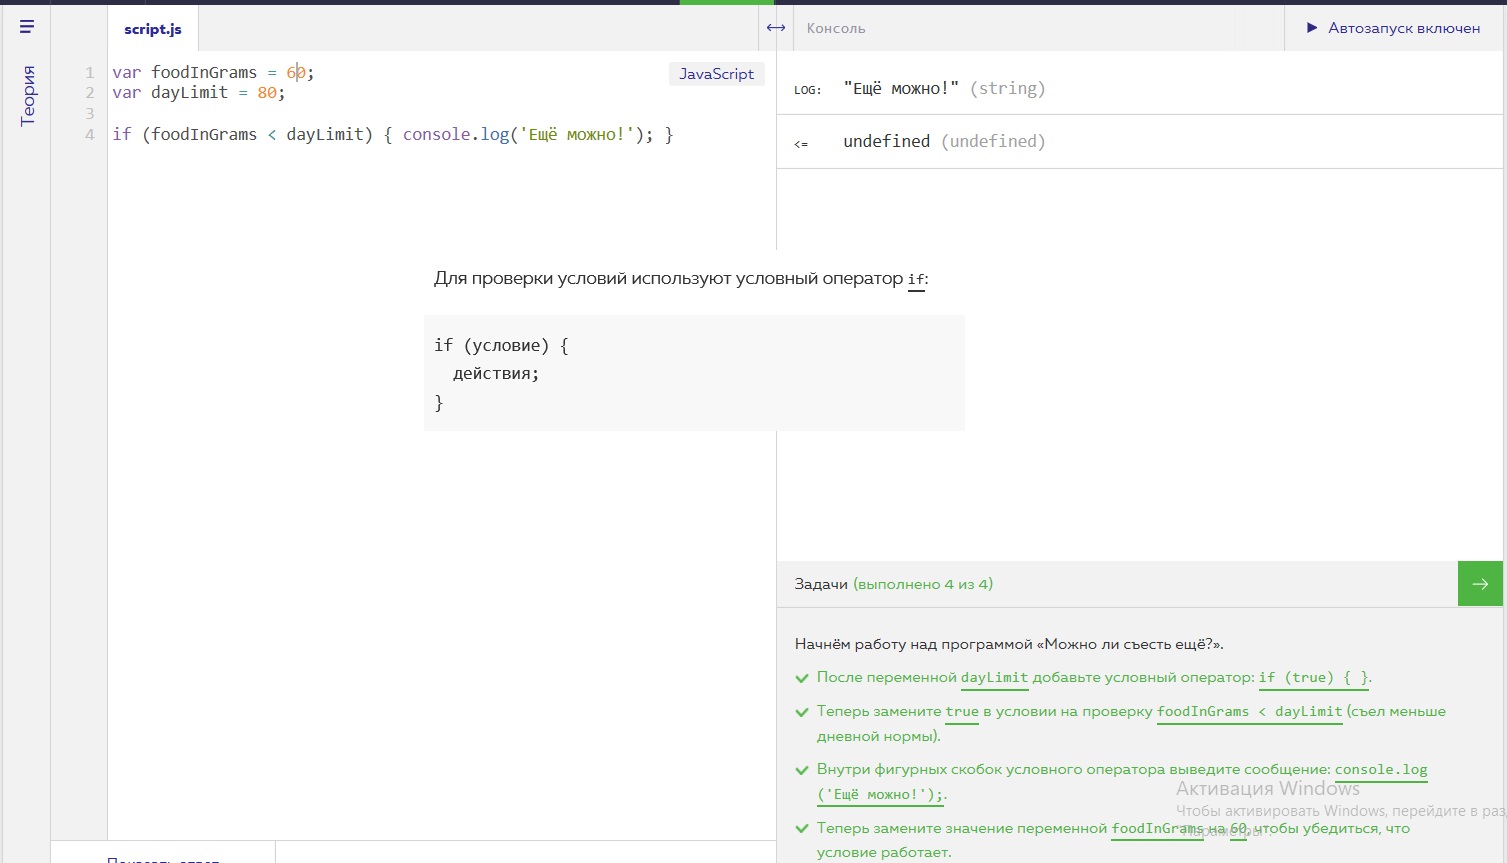 script.js
Консоль
Автозапуск включен
Теория
1 var foodInGrams = 60;
JavaScript
2 var dayLimit = 80;
3
4 if (foodInGrams < dayLimit) { console.log('Ещё можно!'); }
LOG: "Ещё можно!" (string)
<= undefined (undefined)
Для проверки условий используют условный оператор if:
if (условие) {
действия;
}
Задачи (выполнено 4 из 4)
Начнём работу над программой «Можно ли съесть ещё?».
После переменной dayLimit добавьте условный оператор: if (true) { }.
Теперь замените true в условии на проверку foodInGrams < dayLimit (съел меньше
дневной нормы).
Внутри фигурных скобок условного оператора выведите сообщение: console.log
('Ещё можно!');.
Теперь замените значение переменной foodInGrams на 60, чтобы убедиться, что
условие работает.
Активация Windows
Чтобы активировать Windows, перейдите в раз
"Параметры".
Показать ответ